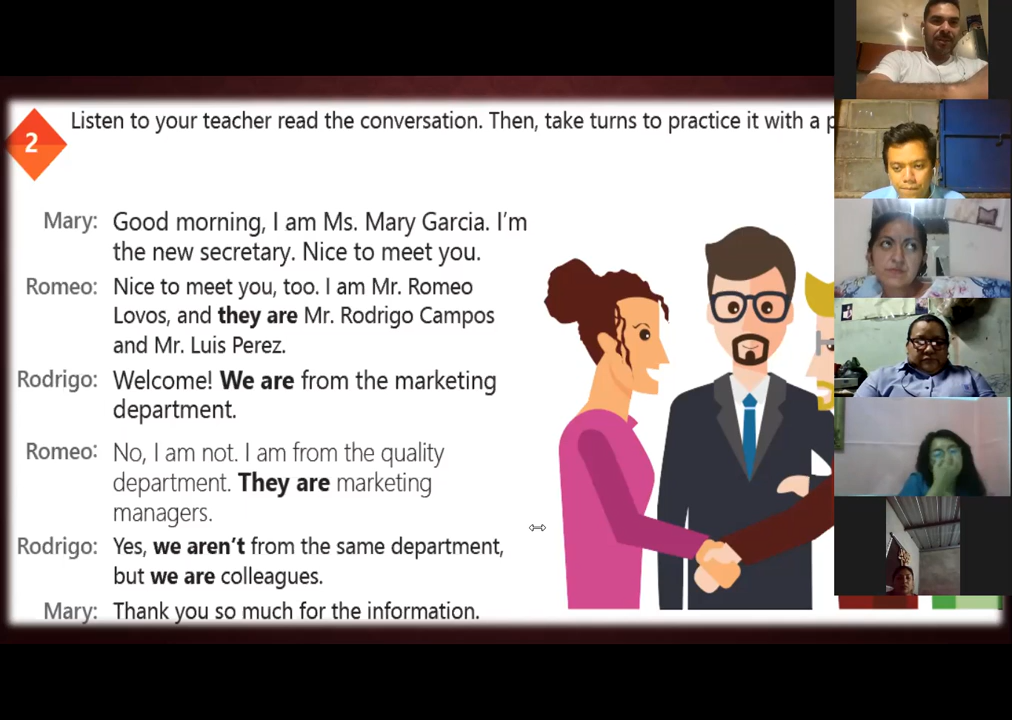 2
Listen to your teacher read the conversation. Then, take turns to practice it with a p
Mary: Good morning, I am Ms. Mary Garcia. I'm
the new secretary. Nice to meet you.
Romeo: Nice to meet you, too. I am Mr. Romeo
Lovos, and they are Mr. Rodrigo Campos
and Mr. Luis Perez.
Rodrigo: Welcome! We are from the marketing
department.
Romeo: No, I am not. I am from the quality
department. They are marketing
managers.
Rodrigo: Yes, we aren't from the same department,
but we are colleagues.
Mary: Thank you so much for the information.